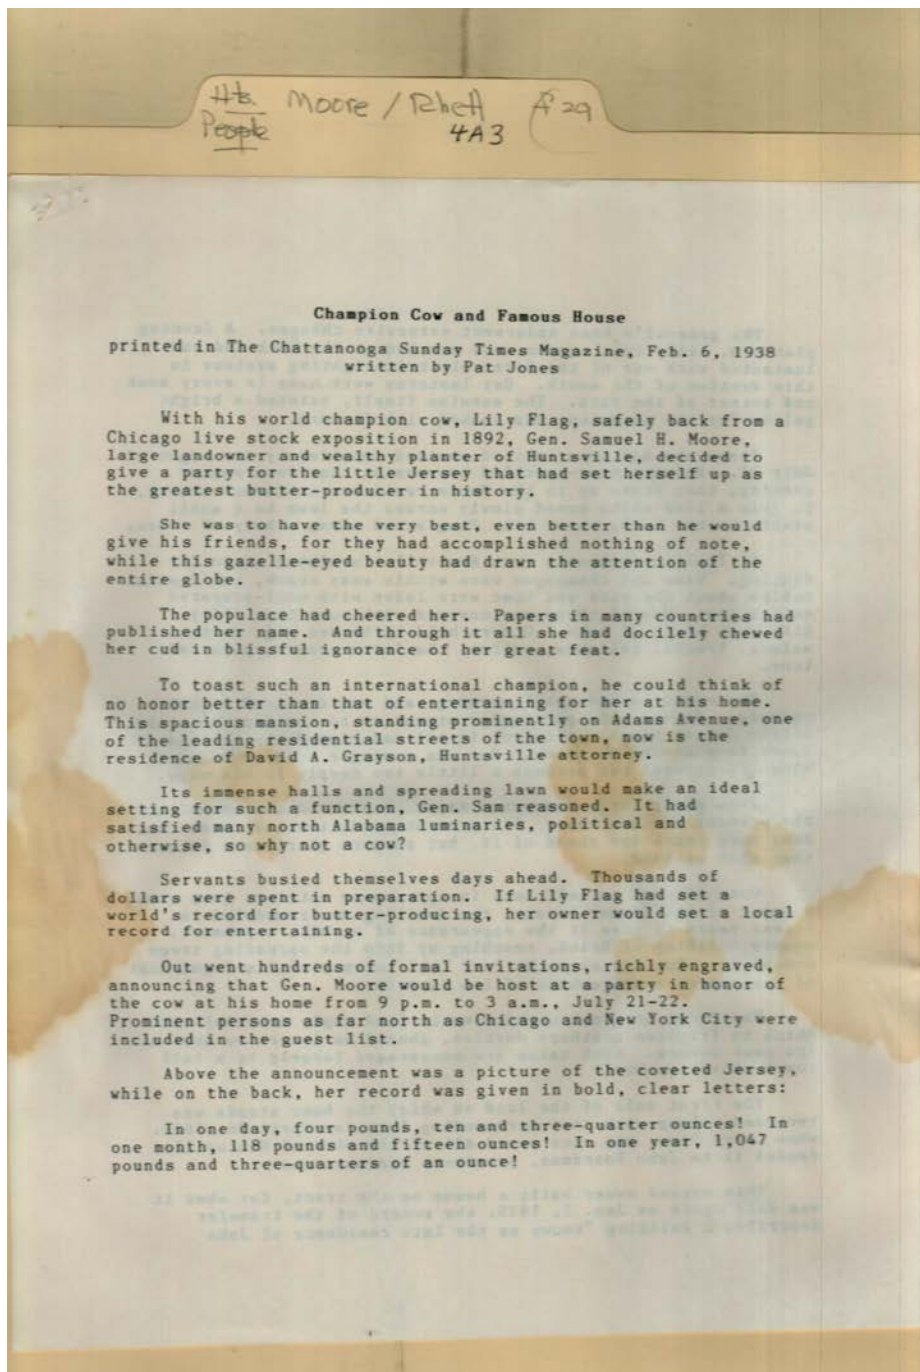 Hts. Moore / Rhett
People 4A3
29
Champion Cow and Famous House
printed in The Chattanooga Sunday Times Magazine, Feb. 6, 1938
written by Pat Jones
With his world champion cow, Lily Flag, safely back from a
Chicago live stock exposition in 1892, Gen. Samuel H. Moore,
large landowner and wealthy planter of Huntsville, decided to
give a party for the little Jersey that had set herself up as
the greatest butter-producer in history.
She was to have the very best, even better than he would
give his friends, for they had accomplished nothing of note,
while this gazelle-eyed beauty had drawn the attention of the
entire globe.
The populace had cheered her. Papers in many countries had
published her name. And through it all she had docilely chewed
her cud in blissful ignorance of her great feat.
To toast such an international champion, he could think of
no honor better than that of entertaining for her at his home.
This spacious mansion, standing prominently on Adams Avenue, one
of the leading residential streets of the town, now is the
residence of David A. Grayson, Huntsville attorney.
Its immense halls and spreading lawn would make an ideal
setting for such a function, Gen. Sam reasoned. It had
satisfied many north Alabama luminaries, political and
otherwise, so why not a cow?
Servants busied themselves days ahead. Thousands of
dollars were spent in preparation. If Lily Flag had set a
world's record for butter-producing, her owner would set a local
record for entertaining.
Out went hundreds of formal invitations, richly engraved,
announcing that Gen. Moore would be host at a party in honor of
the cow at his home from 9 p.m. to 3 a.m., July 21-22.
Prominent persons as far north as Chicago and New York City were
included in the guest list.
Above the announcement was a picture of the coveted Jersey,
while on the back, her record was given in bold, clear letters:
In one day, four pounds, ten and three-quarter ounces! In
one month, 118 pounds and fifteen ounces! In one year, 1,047
pounds and three-quarters of an ounce!